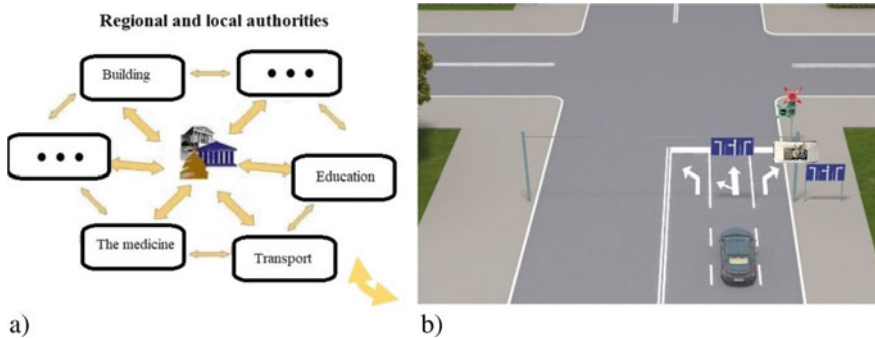 Regional and local authorities
Building
• • •
• • •
Education
The medicine
Transport
a)
b)